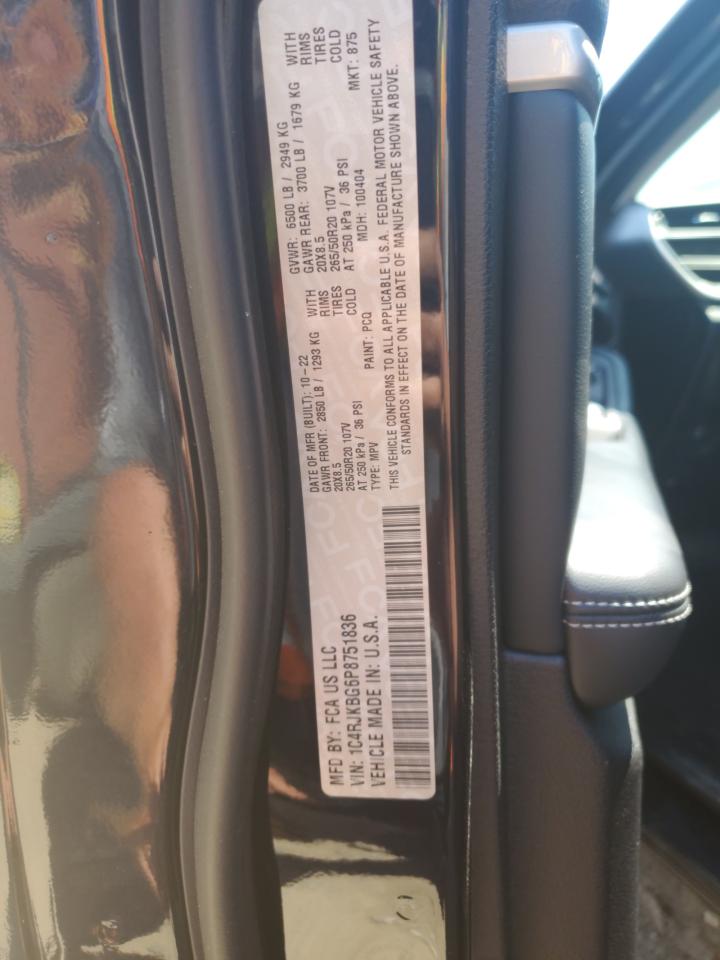 MFD BY: FCA US LLC
VIN: 1C4RJKBG6P8751836
VEHICLE MADE IN: U.S.A.
DATE OF MFR (BUILT): 10-22
GVWR: 6500 LB / 2949 KG
GAWR FRONT: 2850 LB / 1293 KG WITH
20X8.5 RIMS
265/50R20 107V TIRES
AT 250 kPa / 36 PSI COLD
GAWR REAR: 3700 LB / 1679 KG WITH
20X8.5 RIMS
265/50R20 107V TIRES
AT 250 kPa / 36 PSI COLD
TYPE: MPV PAINT: PCQ MDH: 100404 MKT: 875
THIS VEHICLE CONFORMS TO ALL APPLICABLE U.S.A. FEDERAL MOTOR VEHICLE SAFETY
STANDARDS IN EFFECT ON THE DATE OF MANUFACTURE SHOWN ABOVE.